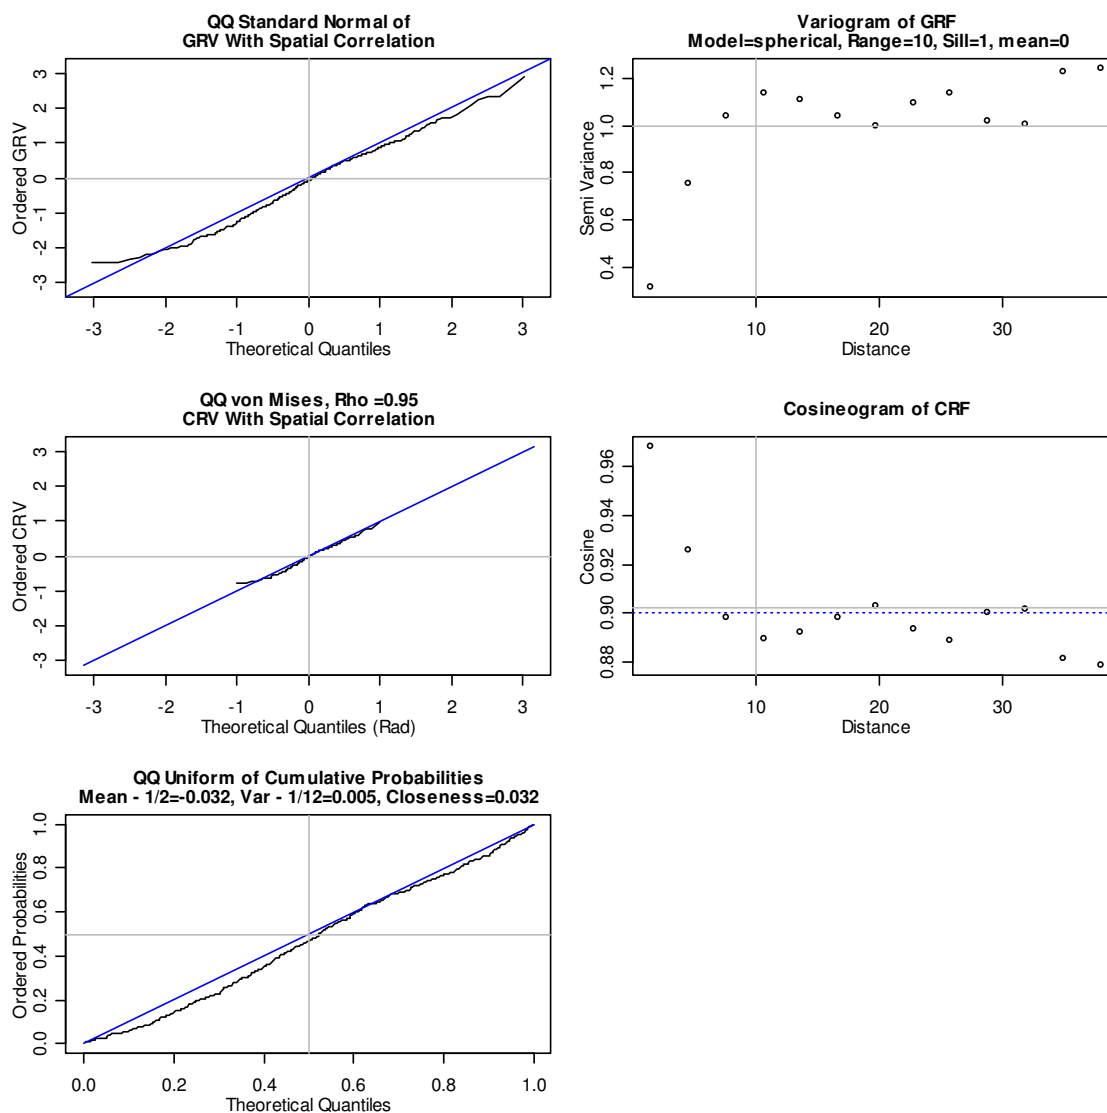 QQ Standard Normal of
GRV With Spatial Correlation
Ordered GRV
3
2
1
0
-1
-2
-3
-3 -2 -1 0 1 2 3
Theoretical Quantiles
Variogram of GRF
Model=spherical, Range=10, Sill=1, mean=0
Semi Variance
1.2
1.0
0.8
0.6
0.4
10 20 30
Distance
QQ von Mises, Rho =0.95
CRV With Spatial Correlation
Ordered CRV
3
2
1
0
-1
-2
-3
-3 -2 -1 0 1 2 3
Theoretical Quantiles (Rad)
Cosineogram of CRF
Cosine
0.96
0.94
0.92
0.90
0.88
10 20 30
Distance
QQ Uniform of Cumulative Probabilities
Mean - 1/2=-0.032, Var - 1/12=0.005, Closeness=0.032
Ordered Probabilities
1.0
0.8
0.6
0.4
0.2
0.0
0.0 0.2 0.4 0.6 0.8 1.0
Theoretical Quantiles